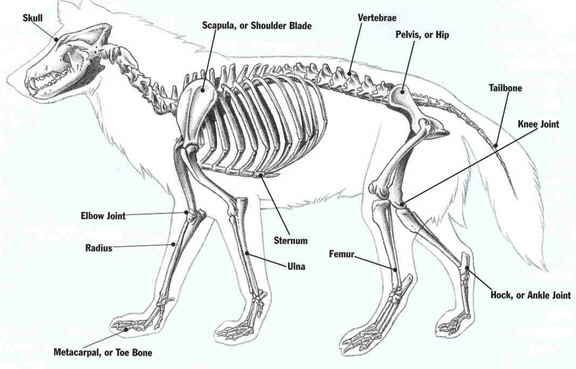 Skull
Scapula, or Shoulder Blade
Vertebrae
Pelvis, or Hip
Tailbone
Knee Joint
Elbow Joint
Radius
Sternum
Ulna
Femur
Hock, or Ankle Joint
Metacarpal, or Toe Bone